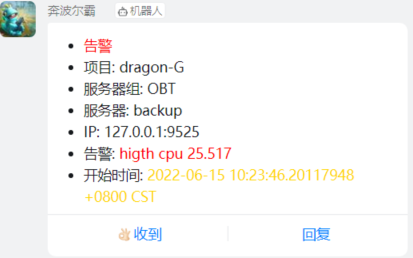 奔波尔霸 机器人
告警
项目: dragon-G
服务器组: OBT
服务器: backup
IP: 127.0.0.1:9525
告警: higth cpu 25.517
开始时间: 2022-06-15 10:23:46.20117948
+0800 CST
收到 回复